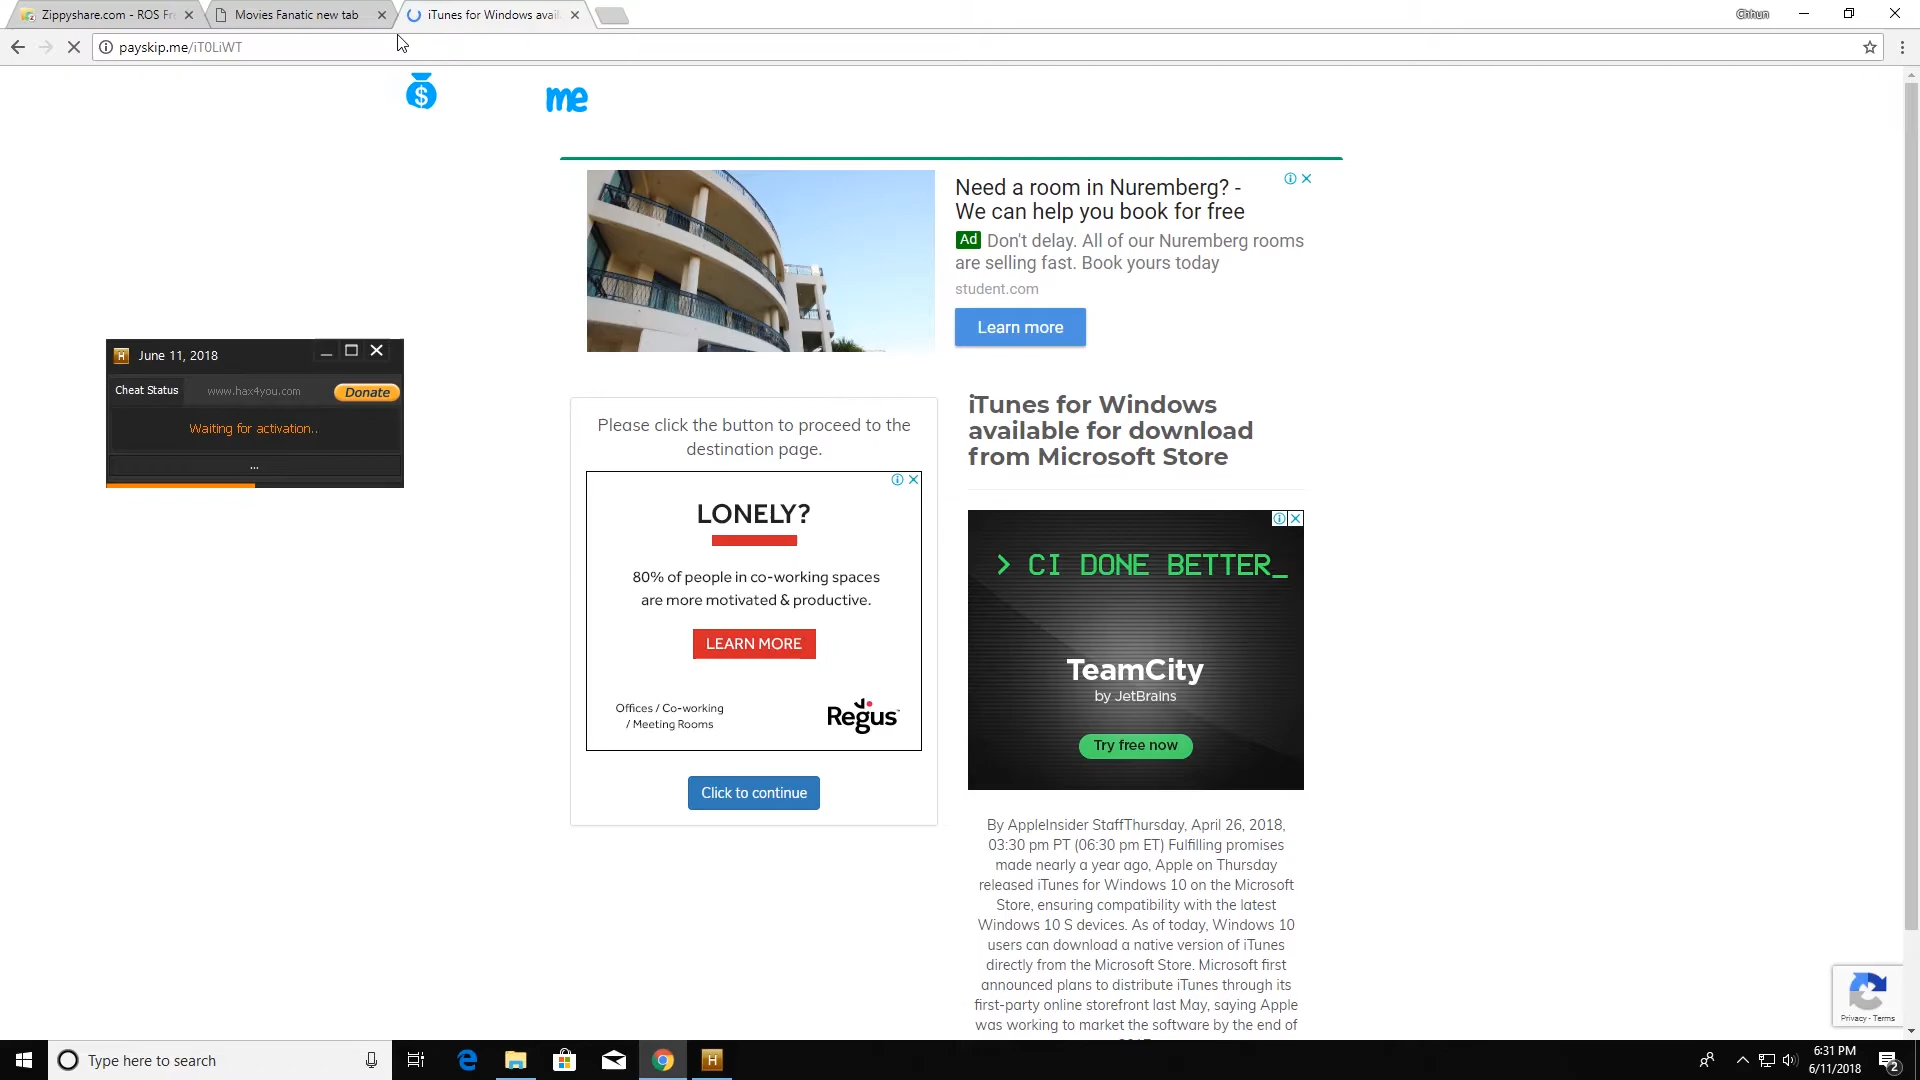 Zippyshare.com - ROS Fre
Movies Fanatic new tab
iTunes for Windows avail
Chhun
payskip.me/iT0LiWT
$
me
Need a room in Nuremberg? -
We can help you book for free
Ad Don't delay. All of our Nuremberg rooms
are selling fast. Book yours today
student.com
Learn more
H June 11, 2018
Cheat Status
www.hax4you.com
Donate
Waiting for activation..
...
Please click the button to proceed to the
destination page.
LONELY?
80% of people in co-working spaces
are more motivated & productive.
LEARN MORE
Offices / Co-working
/ Meeting Rooms
Regus
Click to continue
iTunes for Windows
available for download
from Microsoft Store
> CI DONE BETTER_
TeamCity
by JetBrains
Try free now
By AppleInsider StaffThursday, April 26, 2018,
03:30 pm PT (06:30 pm ET) Fulfilling promises
made nearly a year ago, Apple on Thursday
released iTunes for Windows 10 on the Microsoft
Store, ensuring compatibility with the latest
Windows 10 S devices. As of today, Windows 10
users can download a native version of iTunes
directly from the Microsoft Store. Microsoft first
announced plans to distribute iTunes through its
first-party online storefront last May, saying Apple
was working to market the software by the end of
Privacy - Terms
Type here to search
H
6:31 PM
6/11/2018
2